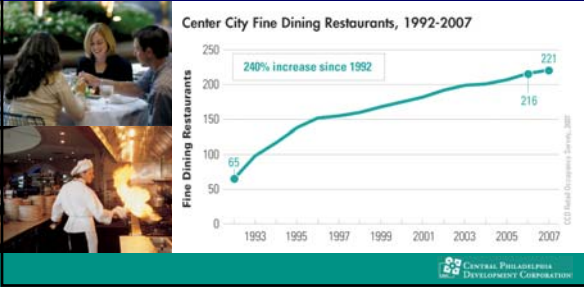 Center City Fine Dining Restaurants, 1992-2007
Fine Dining Restaurants
250
200
150
100
50
0
240% increase since 1992
65
216
221
1993 1995 1997 1999 2001 2003 2005 2007
CCD Retail Occupancy Survey, 2007
CENTRAL PHILADELPHIA
DEVELOPMENT CORPORATION